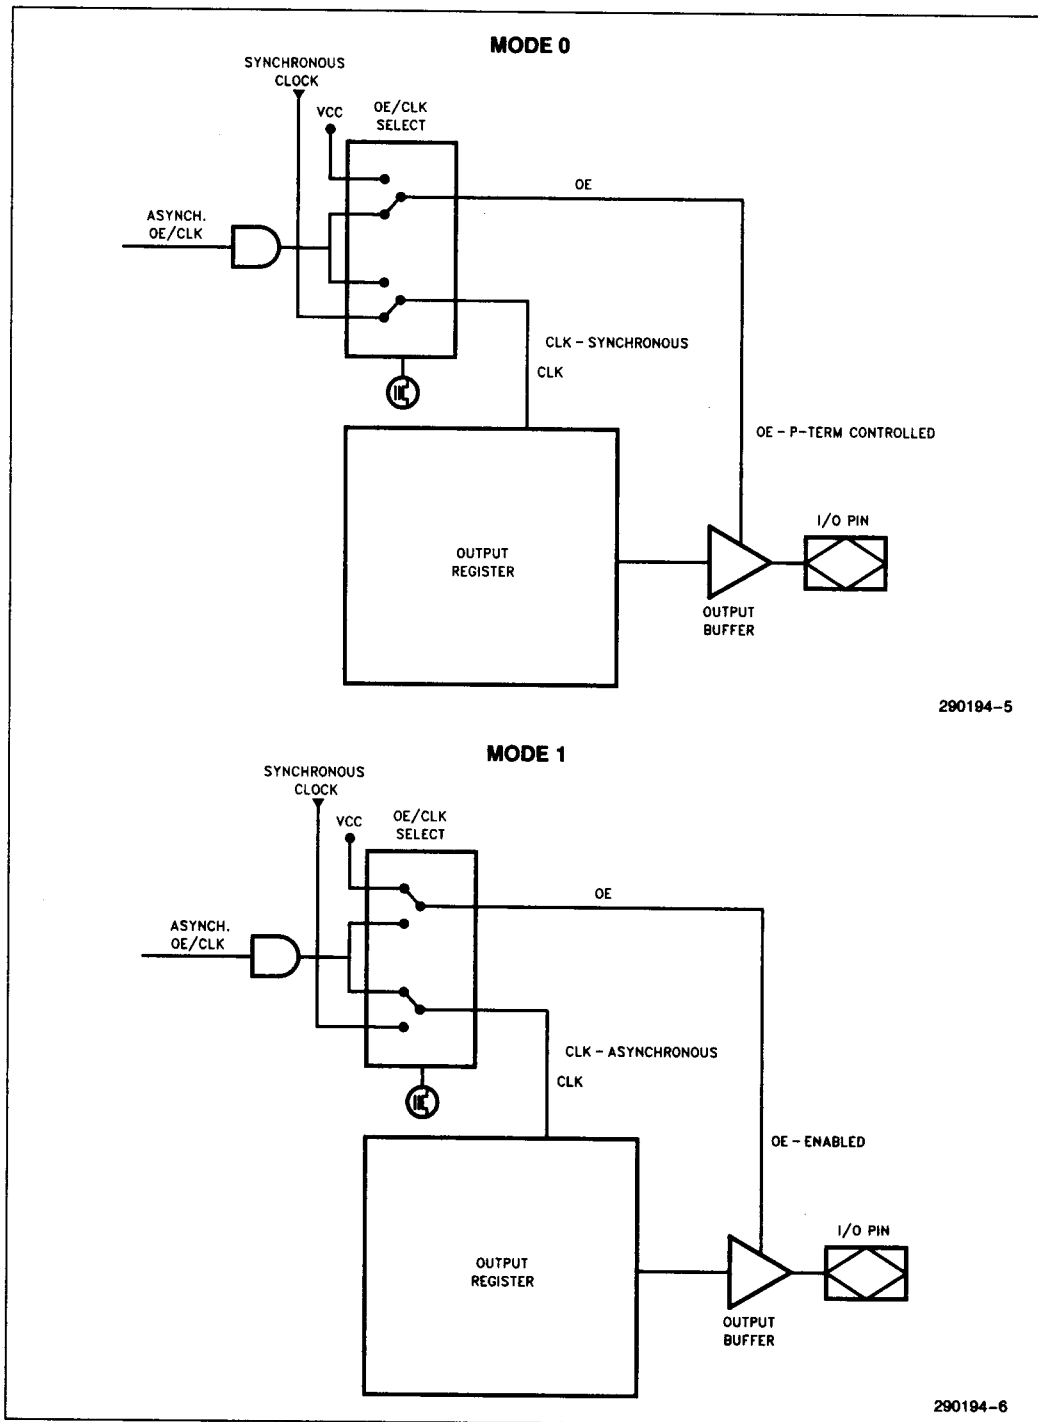 MODE 0
SYNCHRONOUS
CLOCK
VCC
OE/CLK
SELECT
OE
ASYNCH.
OE/CLK
CLK - SYNCHRONOUS
CLK
OE - P-TERM CONTROLLED
I/O PIN
OUTPUT
REGISTER
OUTPUT
BUFFER
290194-5
MODE 1
SYNCHRONOUS
CLOCK
VCC
OE/CLK
SELECT
OE
ASYNCH.
OE/CLK
CLK - ASYNCHRONOUS
CLK
OE - ENABLED
I/O PIN
OUTPUT
REGISTER
OUTPUT
BUFFER
290194-6